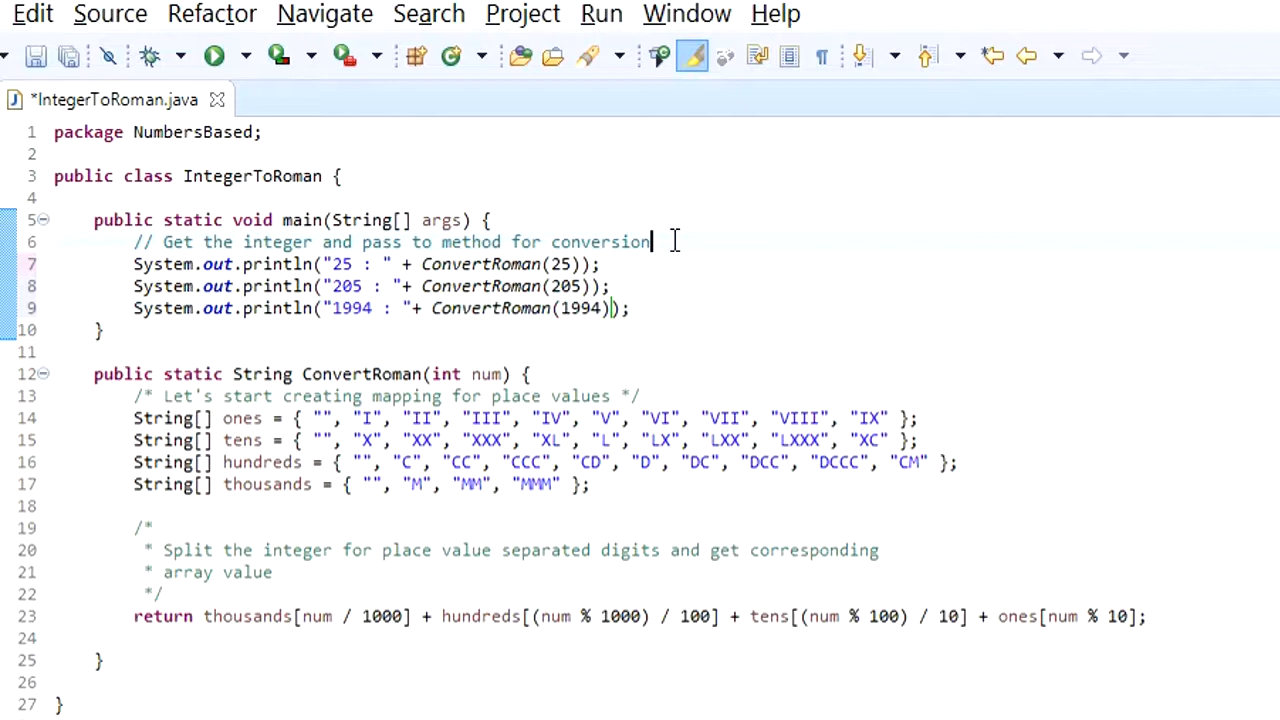 Edit Source Refactor Navigate Search Project Run Window Help
*IntegerToRoman.java
1 package NumbersBased;
2
3 public class IntegerToRoman {
4
5 public static void main(String[] args) {
6 // Get the integer and pass to method for conversion
7 System.out.println("25 : " + ConvertRoman(25));
8 System.out.println("205 : "+ ConvertRoman(205));
9 System.out.println("1994 : "+ ConvertRoman(1994));
10 }
11
12 public static String ConvertRoman(int num) {
13 /* Let's start creating mapping for place values */
14 String[] ones = { "", "I", "II", "III", "IV", "V", "VI", "VII", "VIII", "IX" };
15 String[] tens = { "", "X", "XX", "XXX", "XL", "L", "LX", "LXX", "LXXX", "XC" };
16 String[] hundreds = { "", "C", "CC", "CCC", "CD", "D", "DC", "DCC", "DCCC", "CM" };
17 String[] thousands = { "", "M", "MM", "MMM" };
18
19 /*
20 * Split the integer for place value separated digits and get corresponding
21 * array value
22 */
23 return thousands[num / 1000] + hundreds[(num % 1000) / 100] + tens[(num % 100) / 10] + ones[num % 10];
24
25 }
26
27 }